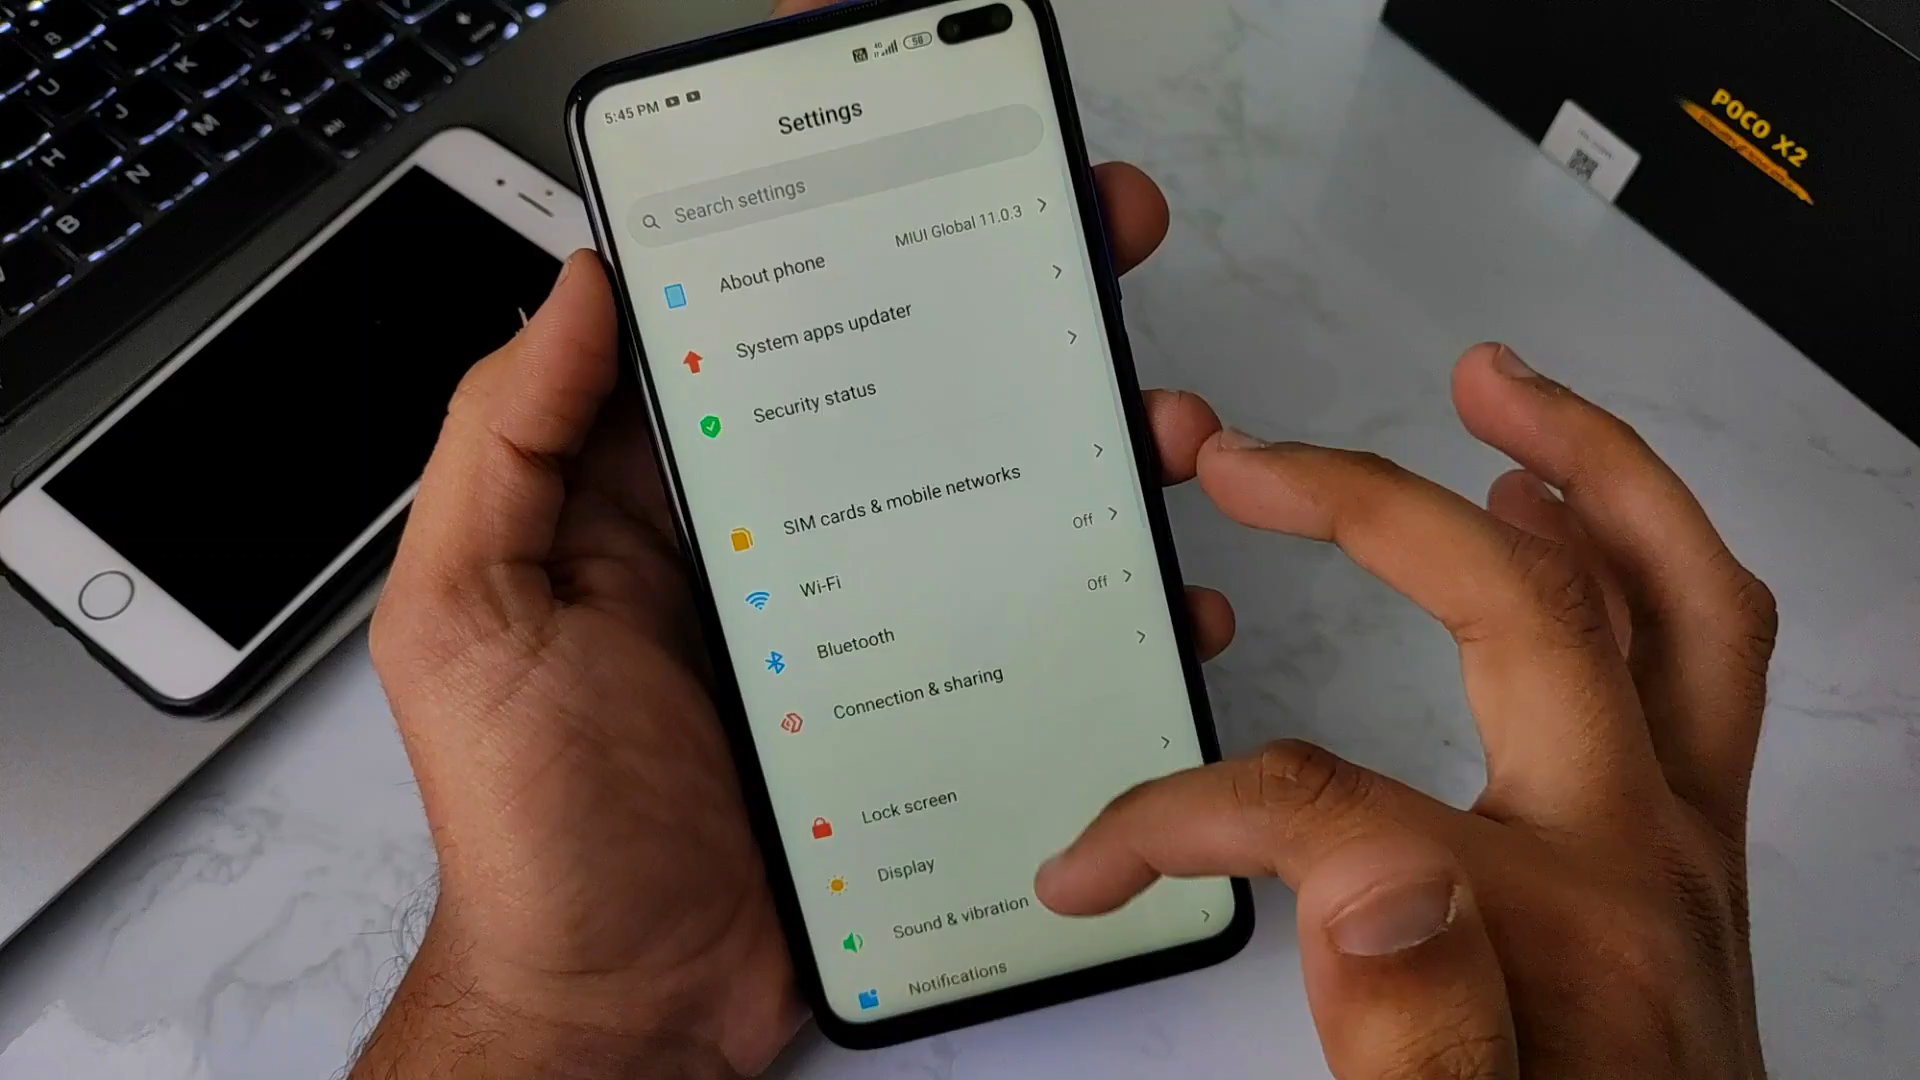 5:45 PM
58
Settings
Search settings
About phone
MIUI Global 11.0.3
System apps updater
Security status
SIM cards & mobile networks
Wi-Fi
Off
Bluetooth
Off
Connection & sharing
Lock screen
Display
Sound & vibration
Notifications
POCO X2
U
K
L
J
M
H
N
B